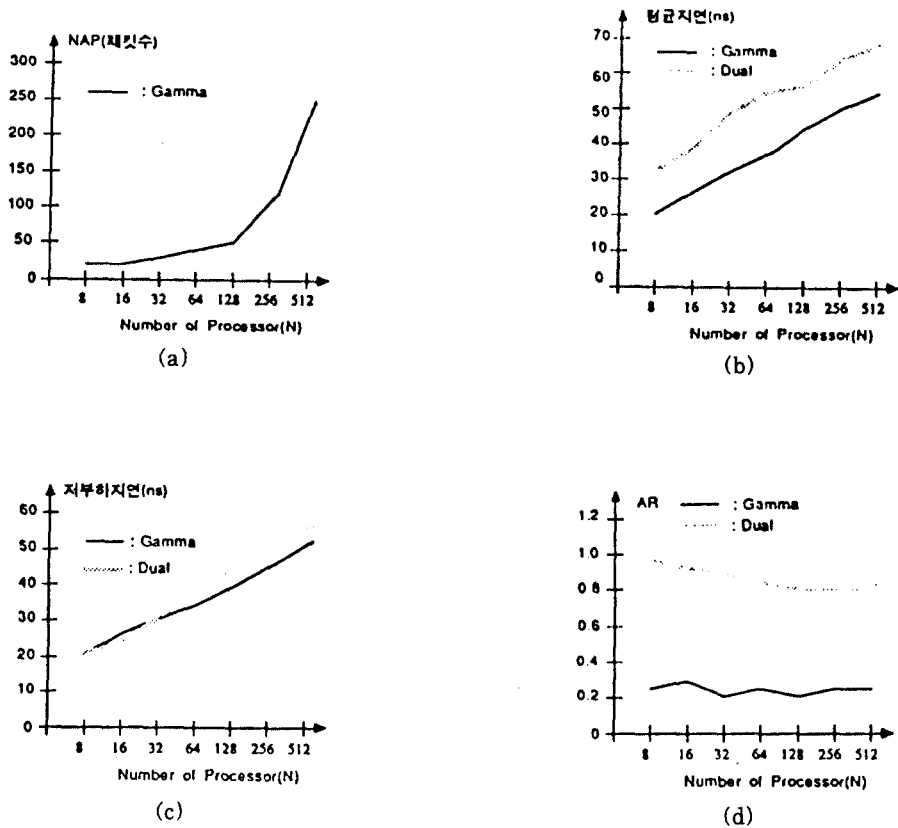 NAP(패킷수)
300
250
200
150
100
50
0
: Gamma
8 16 32 64 128 256 512
Number of Processor(N)
(a)
평균지연(ns)
70
60
50
40
30
20
10
0
: Gamma
: Dual
8 16 32 64 128 256 512
Number of Processor(N)
(b)
저부하지연(ns)
60
50
40
30
20
10
0
: Gamma
: Dual
8 16 32 64 128 256 512
Number of Processor(N)
(c)
AR
1.2
1.0
0.8
0.6
0.4
0.2
0
: Gamma
: Dual
8 16 32 64 128 256 512
Number of Processor(N)
(d)